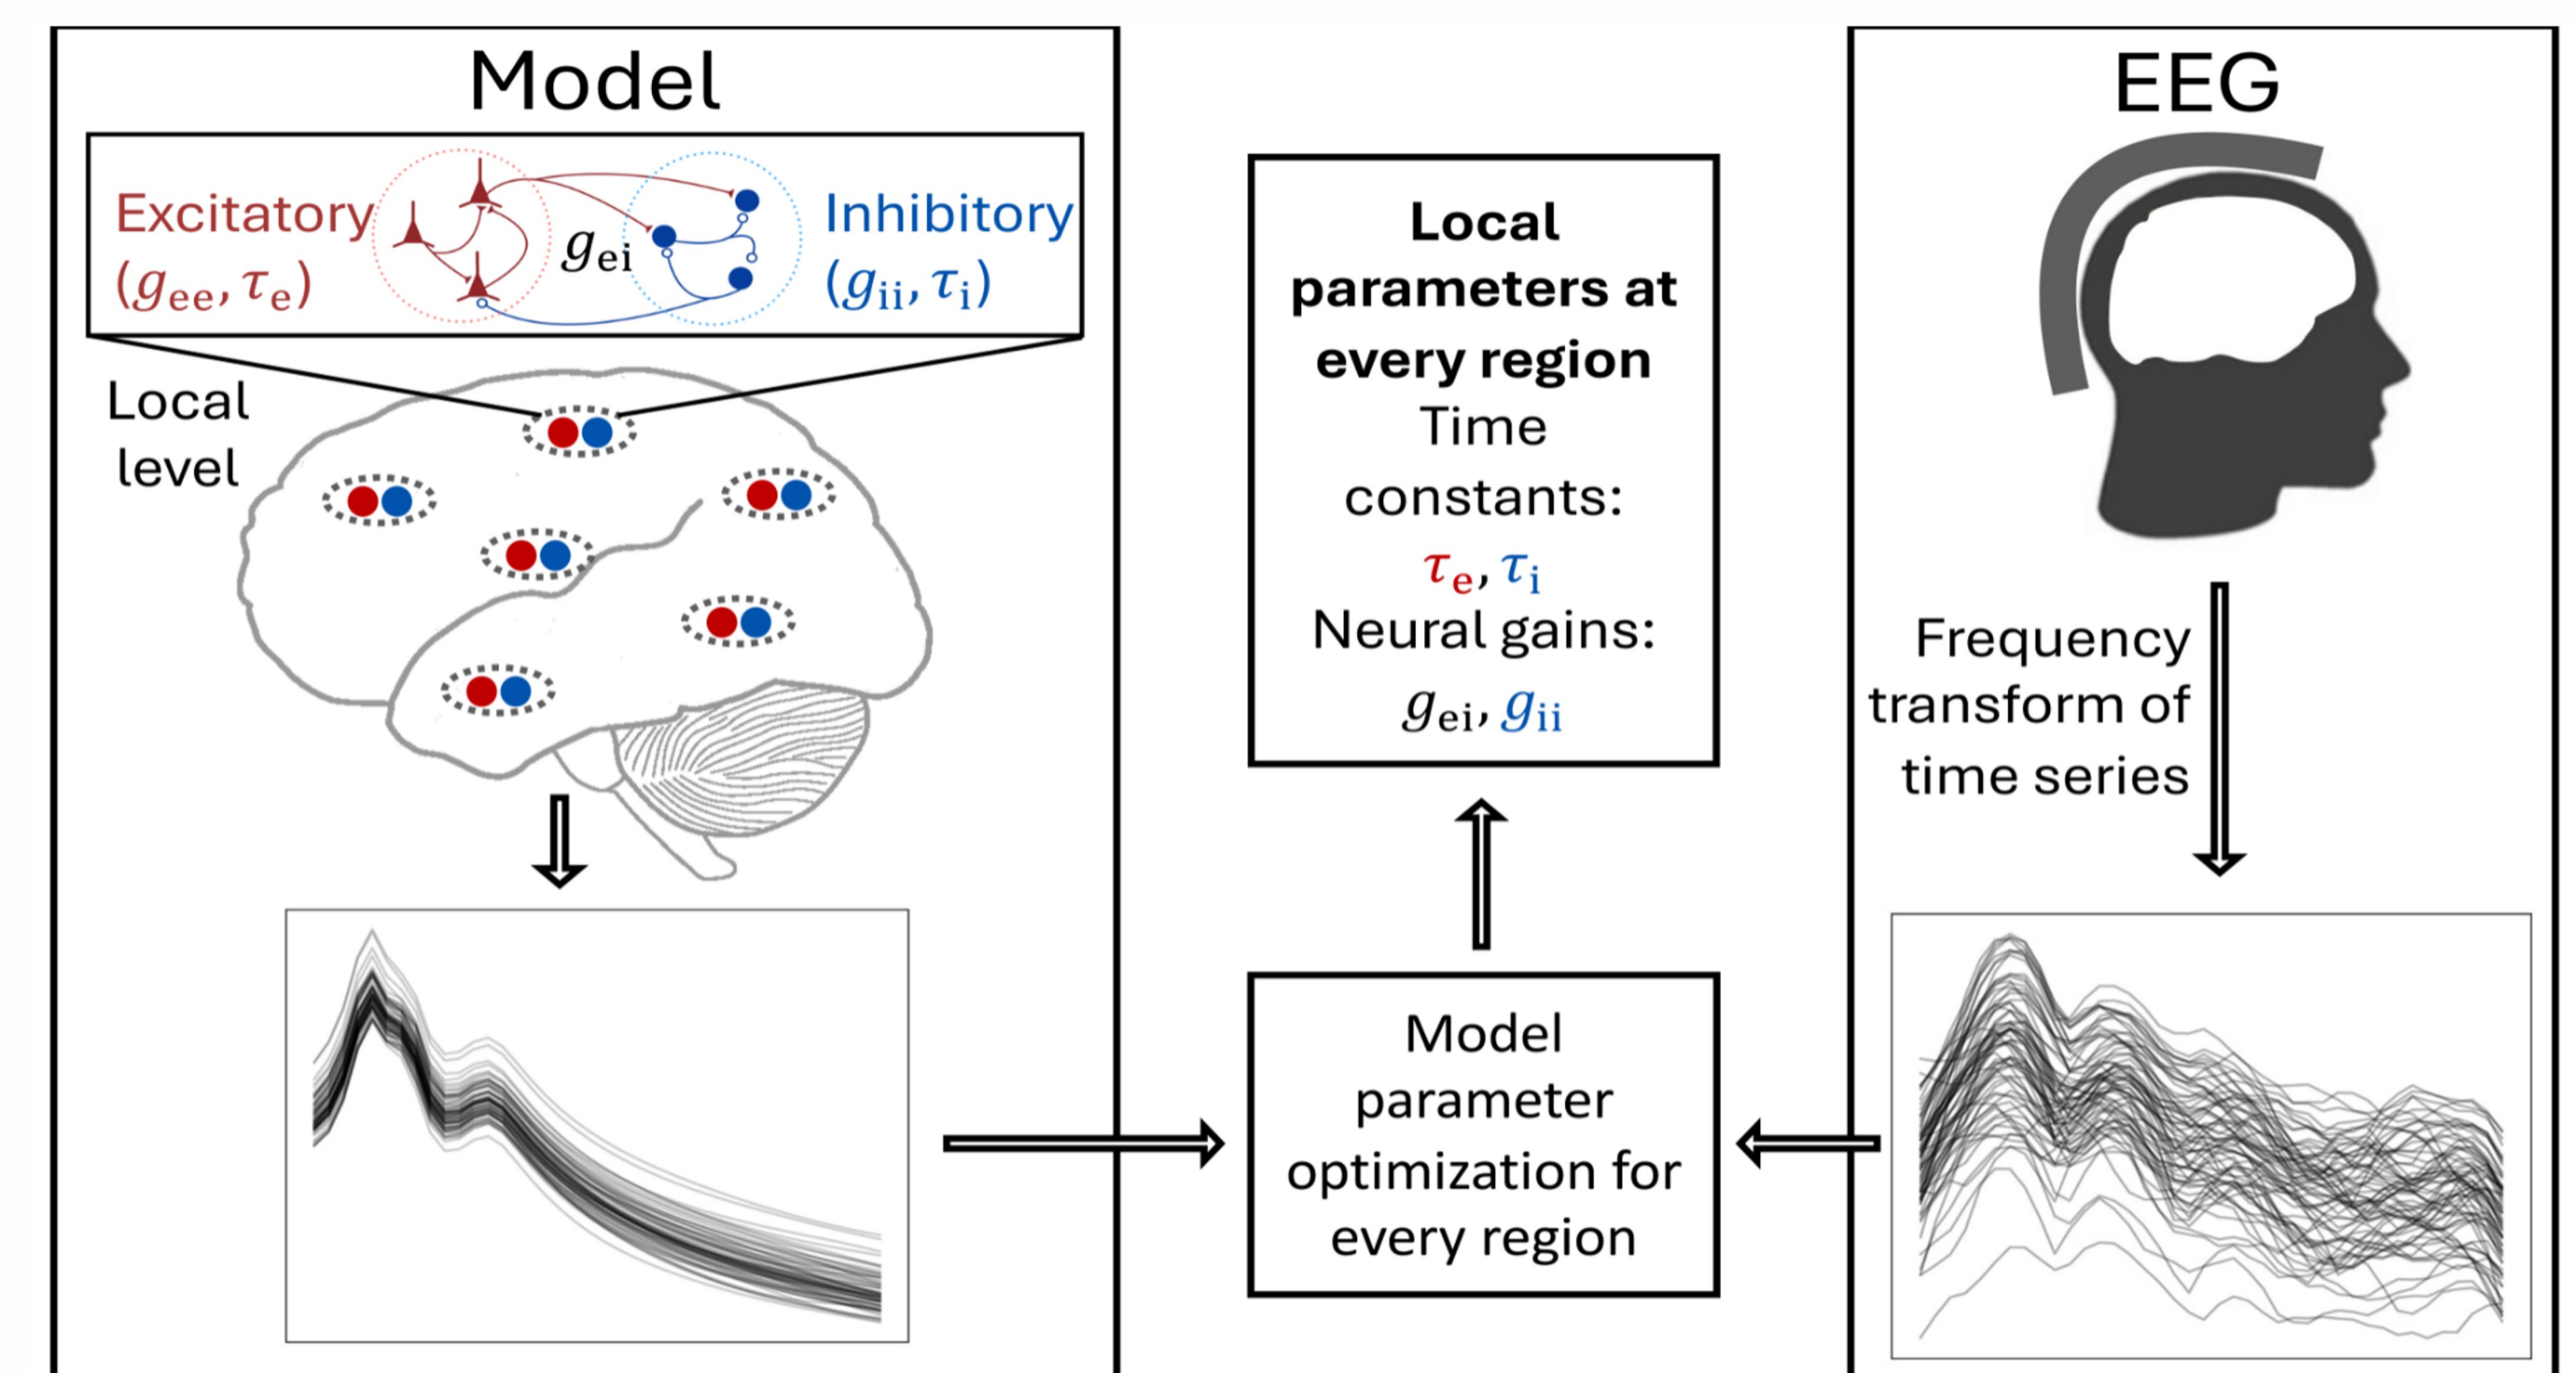 Model
Excitatory
(gee, τe)
gei
Inhibitory
(gii, τi)
Local
level
Local
parameters at
every region
Time
constants:
τe, τi
Neural gains:
gei, gii
Model
parameter
optimization for
every region
EEG
Frequency
transform of
time series